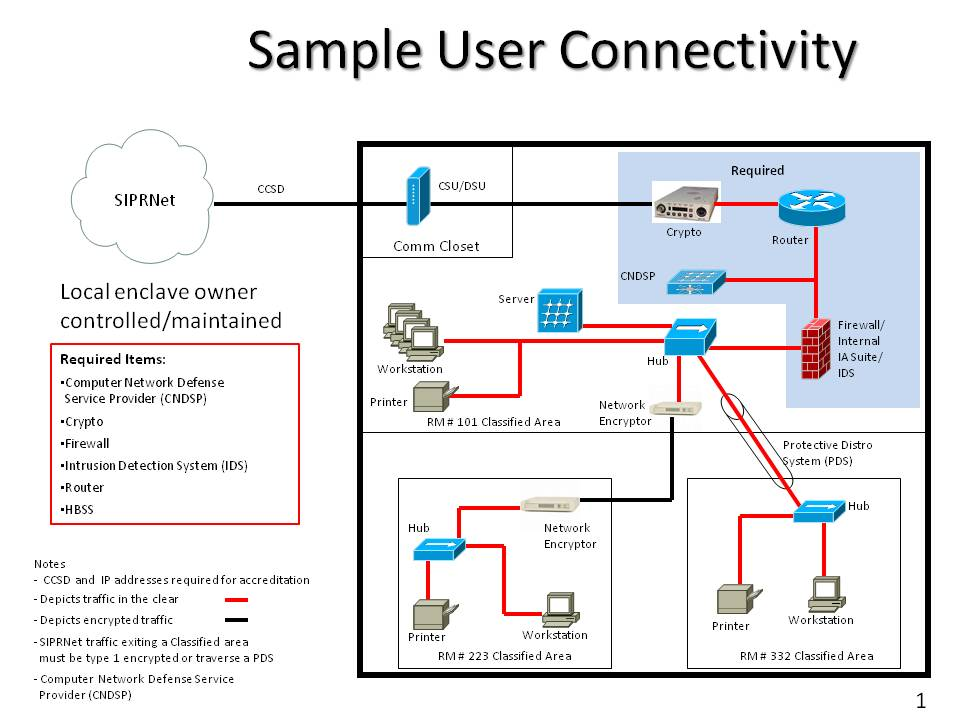 Sample User Connectivity
SIPRNet
CCSD
CSU/DSU
Comm Closet
Required
Crypto
Router
CNDSP
Server
Firewall/
Internal
IA Suite/
IDS
Hub
Workstation
Printer
Network
Encryptor
RM # 101 Classified Area
Local enclave owner
controlled/maintained
Required Items:
•Computer Network Defense
Service Provider (CNDSP)
•Crypto
•Firewall
•Intrusion Detection System (IDS)
•Router
•HBSS
Protective Distro
System (PDS)
Hub
Network
Encryptor
Printer
Workstation
RM # 223 Classified Area
Hub
Printer
Workstation
RM # 332 Classified Area
Notes
- CCSD and IP addresses required for accreditation
- Depicts traffic in the clear
- Depicts encrypted traffic
- SIPRNet traffic exiting a Classified area
must be type 1 encrypted or traverse a PDS
- Computer Network Defense Service
Provider (CNDSP)
1